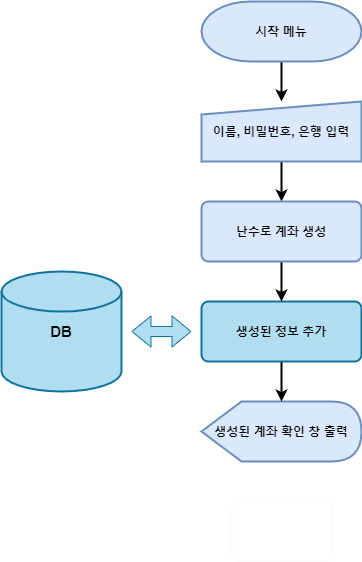 시작 메뉴
이름, 비밀번호, 은행 입력
난수로 계좌 생성
DB
생성된 정보 추가
생성된 계좌 확인 창 출력